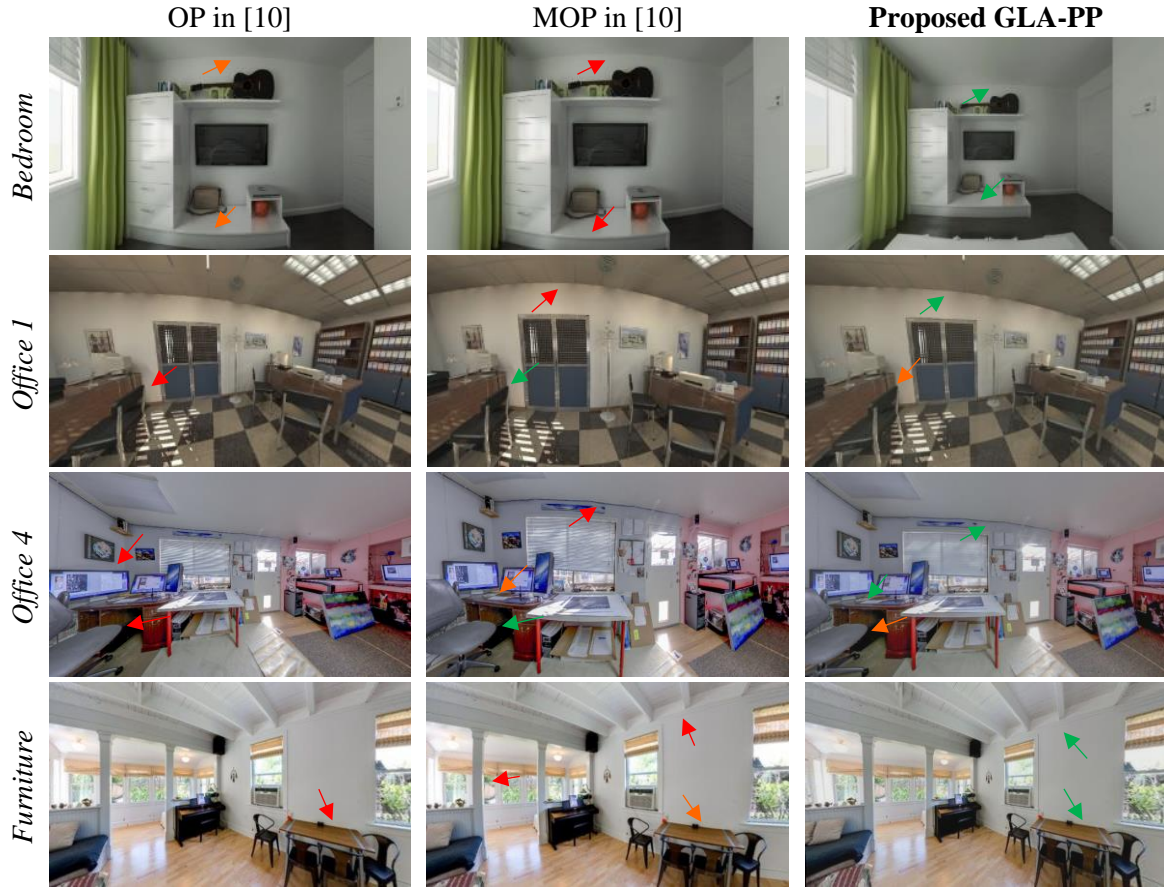 OP in [10] MOP in [10] Proposed GLA-PP
Bedroom
Office 1
Office 4
Furniture